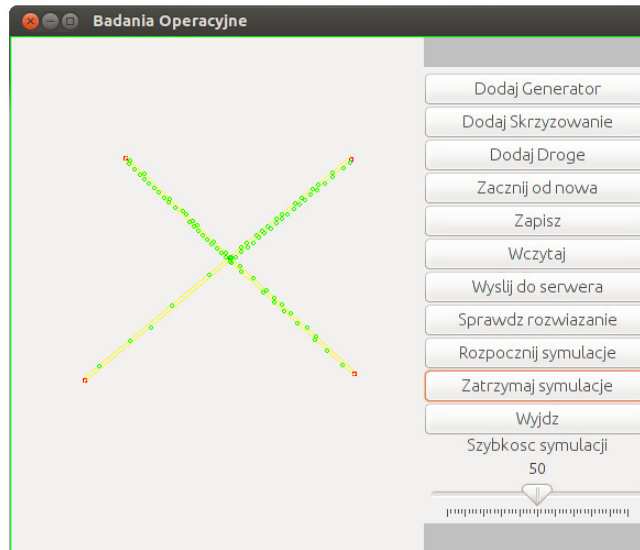 Badania Operacyjne
Dodaj Generator
Dodaj Skrzyzowanie
Dodaj Droge
Zacznij od nowa
Zapisz
Wczytaj
Wyslij do serwera
Sprawdz rozwiazanie
Rozpocznij symulacje
Zatrzymaj symulacje
Wyjdz
Szybkosc symulacji
50